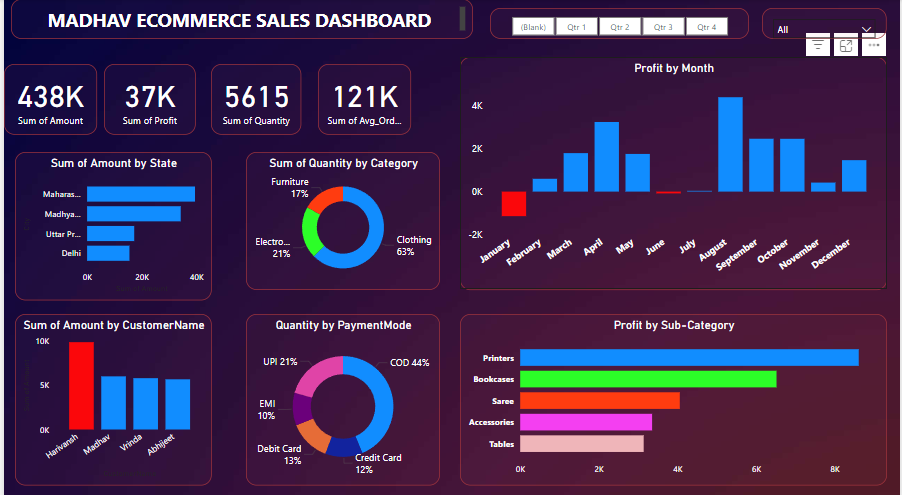 MADHAV ECOMMERCE SALES DASHBOARD
(Blank) Qtr 1 Qtr 2 Qtr 3 Qtr 4
All
438K
Sum of Amount
37K
Sum of Profit
5615
Sum of Quantity
121K
Sum of Avg_Ord...
Profit by Month
4K
2K
0K
-2K
January February March April May June July August September October November December
Sum of Amount by State
Maharas...
Madhya...
Uttar Pr...
Delhi
0K 20K 40K
Sum of Quantity by Category
Furniture
17%
Electro...
21%
Clothing
63%
Sum of Amount by CustomerName
10K
5K
0K
Harivansh Madhav Vrinda Abhijeet
Quantity by PaymentMode
UPI 21%
COD 44%
EMI
10%
Debit Card
13%
Credit Card
12%
Profit by Sub-Category
Printers
Bookcases
Saree
Accessories
Tables
0K 2K 4K 6K 8K